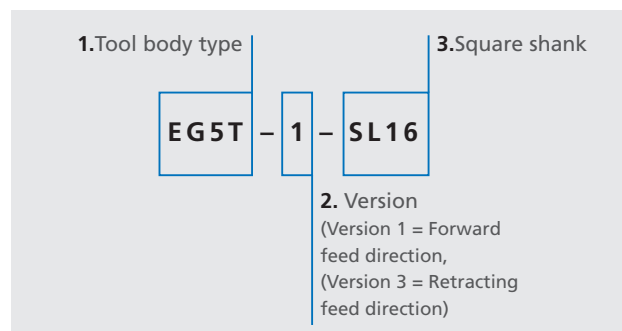 1.Tool body type
3.Square shank
EG5T – 1 – SL16
2. Version
(Version 1 = Forward
feed direction,
(Version 3 = Retracting
feed direction)